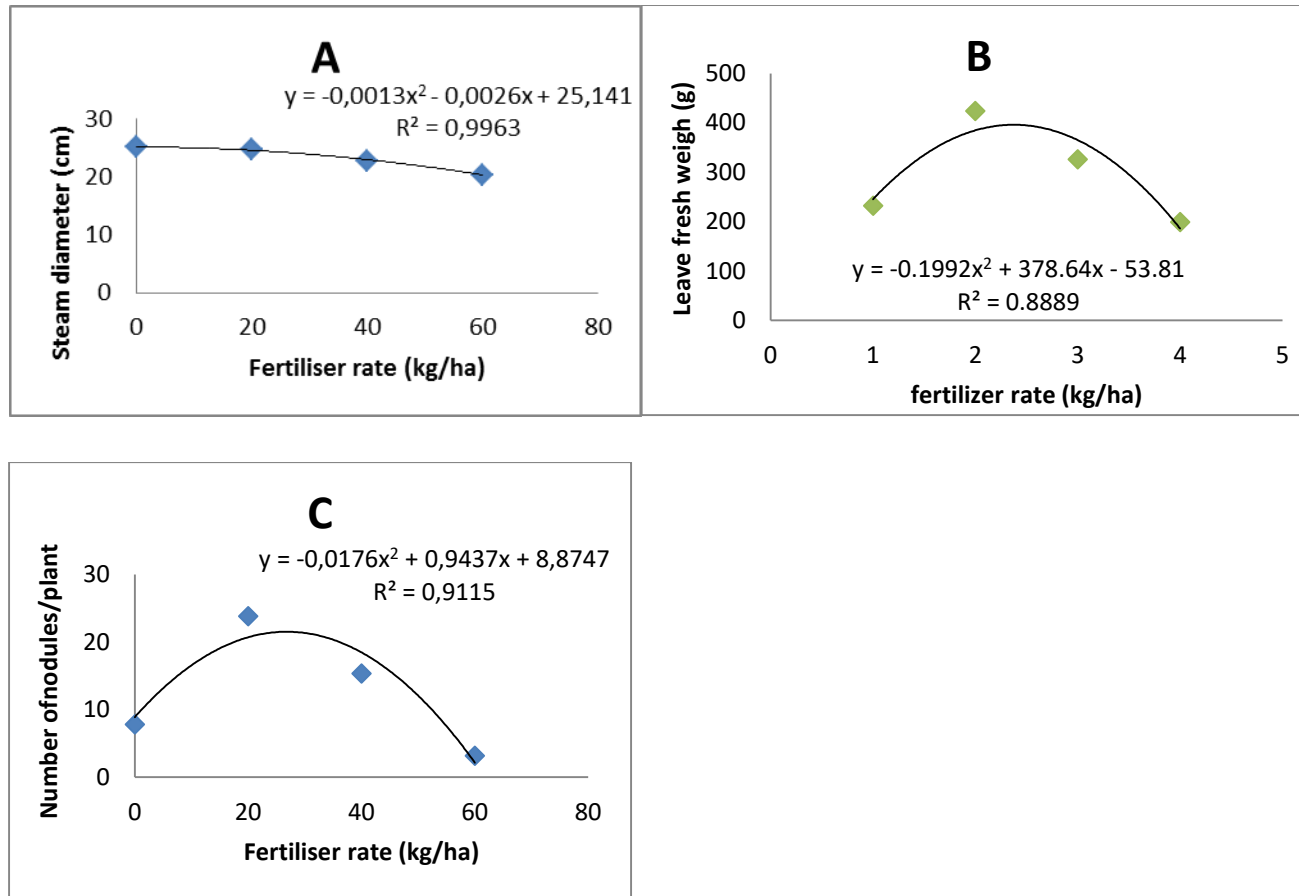 A
y = -0,0013x² - 0,0026x + 25,141
R² = 0,9963
Steam diameter (cm)
30
20
10
0
0 20 40 60 80
Fertiliser rate (kg/ha)
B
Leave fresh weigh (g)
500
400
300
200
100
0
y = -0.1992x² + 378.64x - 53.81
R² = 0.8889
0 1 2 3 4 5
fertilizer rate (kg/ha)
C
y = -0,0176x² + 0,9437x + 8,8747
R² = 0,9115
Number ofnodules/plant
30
20
10
0
0 20 40 60 80
Fertiliser rate (kg/ha)